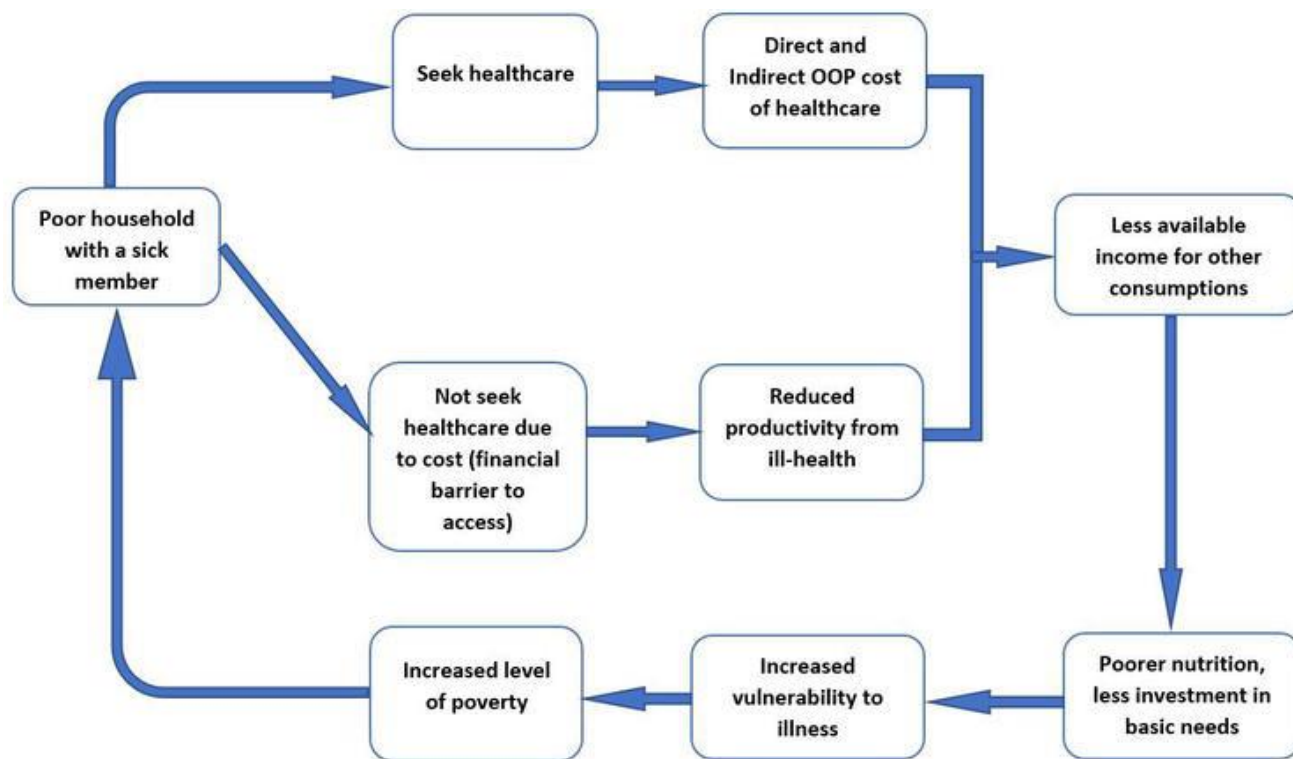 Seek healthcare
Direct and
Indirect OOP cost
of healthcare
Poor household
with a sick
member
Less available
income for other
consumptions
Not seek
healthcare due
to cost (financial
barrier to
access)
Reduced
productivity from
ill-health
Increased level
of poverty
Increased
vulnerability to
illness
Poorer nutrition,
less investment in
basic needs